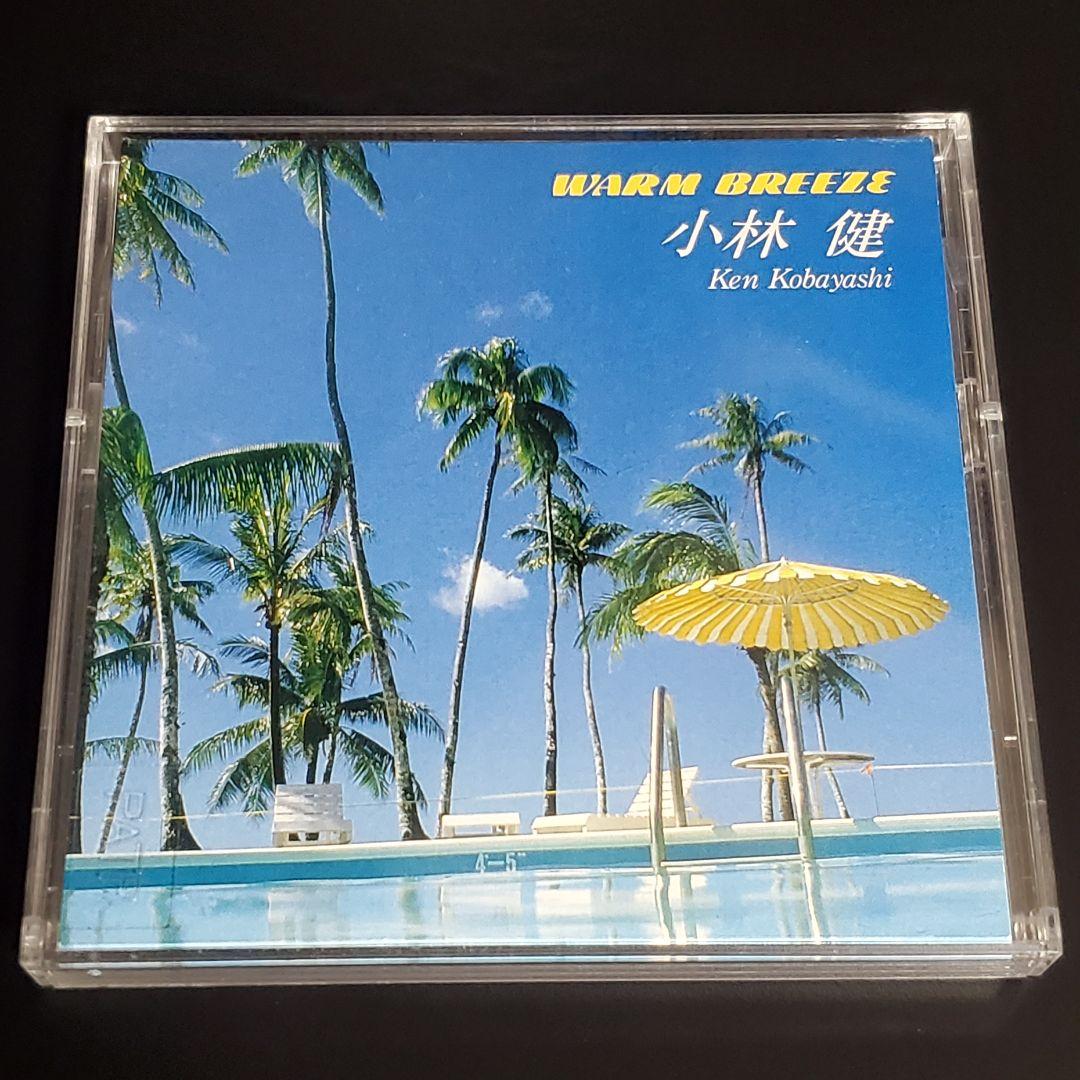 WARM BREEZE
小林 健
Ken Kobayashi
4'-5"